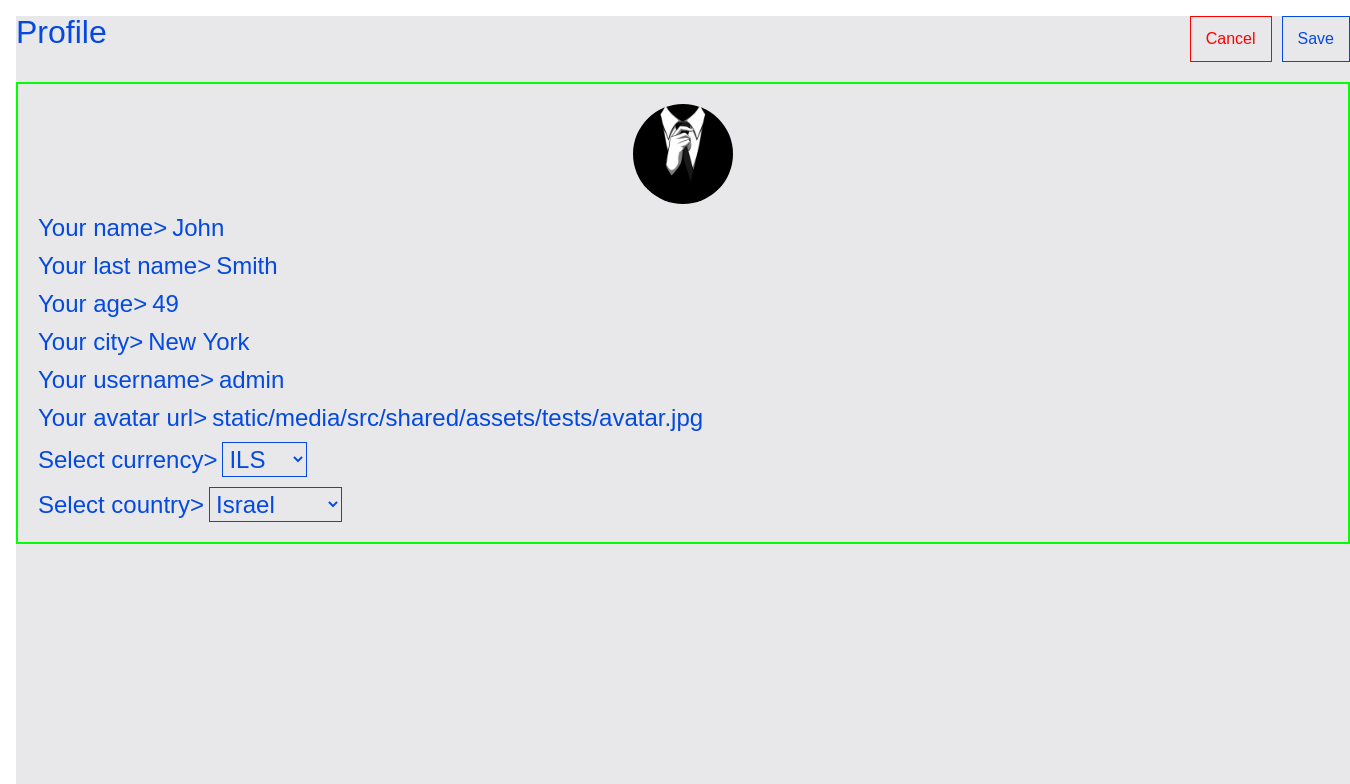 Profile
Cancel
Save
Your name> John
Your last name> Smith
Your age> 49
Your city> New York
Your username> admin
Your avatar url> static/media/src/shared/assets/tests/avatar.jpg
Select currency> ILS
Select country> Israel